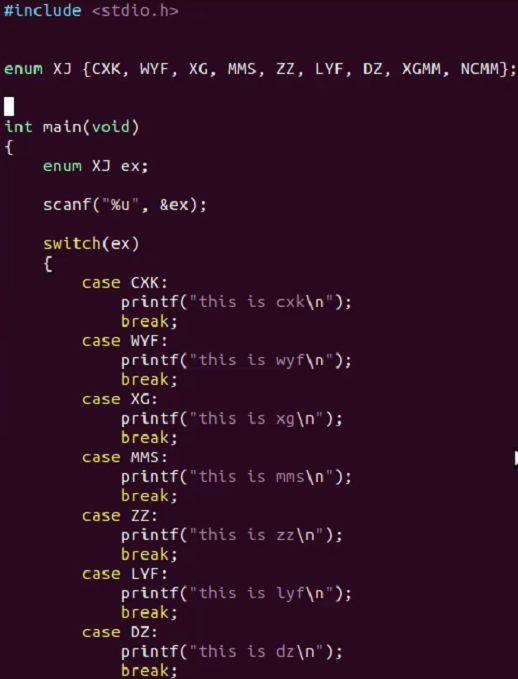 #include <stdio.h>
enum XJ {CXK, WYF, XG, MMS, ZZ, LYF, DZ, XGMM, NCMM};
int main(void)
{
    enum XJ ex;
    scanf("%u", &ex);
    switch(ex)
    {
        case CXK:
            printf("this is cxk\n");
            break;
        case WYF:
            printf("this is wyf\n");
            break;
        case XG:
            printf("this is xg\n");
            break;
        case MMS:
            printf("this is mms\n");
            break;
        case ZZ:
            printf("this is zz\n");
            break;
        case LYF:
            printf("this is lyf\n");
            break;
        case DZ:
            printf("this is dz\n");
            break;